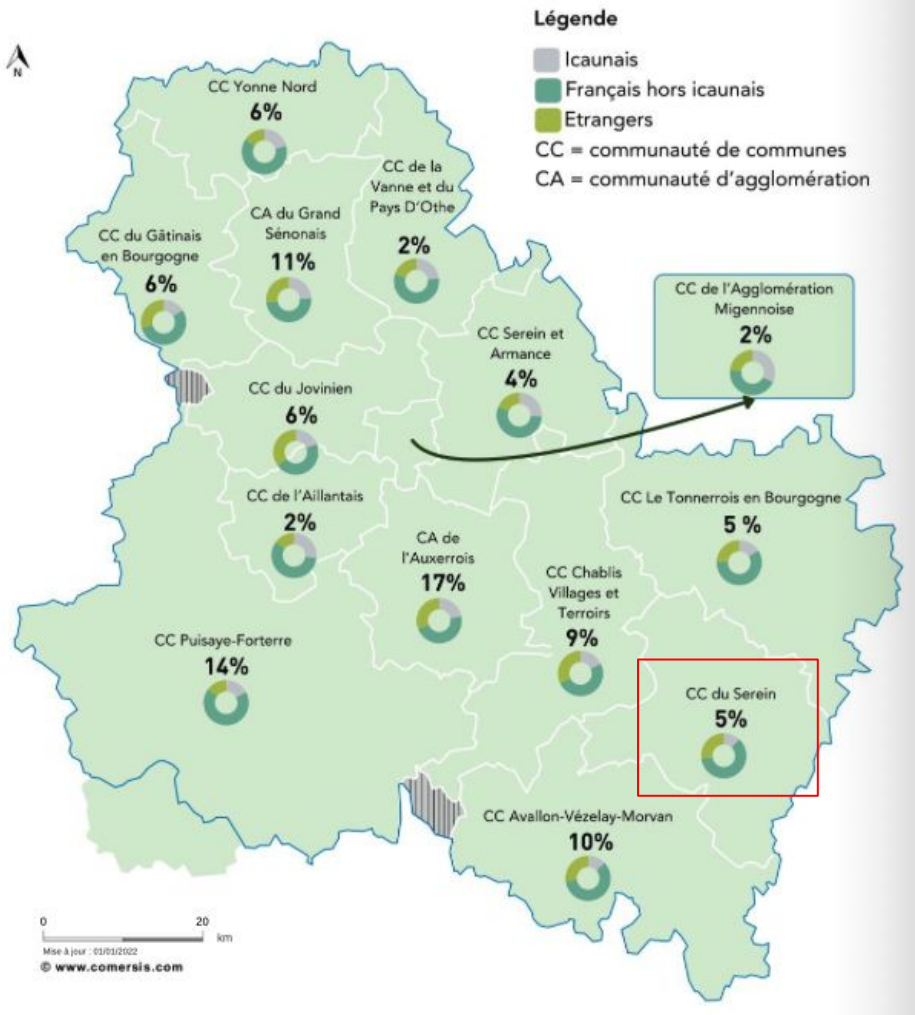 Légende
Icaunais
Français hors icaunais
Etrangers
CC = communauté de communes
CA = communauté d'agglomération
N
CC Yonne Nord
6%
CC de la
Vanne et du
Pays D'Othe
2%
CA du Grand
Sénonais
11%
CC du Gâtinais
en Bourgogne
6%
CC de l'Agglomération
Migennoise
2%
CC Serein et
Armance
4%
CC du Jovinien
6%
CC de l'Aillantais
2%
CC Le Tonnerrois en Bourgogne
5 %
CA de
l'Auxerrois
17%
CC Chablis
Villages et
Terroirs
9%
CC Puisaye-Forterre
14%
CC du Serein
5%
CC Avallon-Vézelay-Morvan
10%
0 20
km
Mise à jour : 01/01/2022
© www.comersis.com